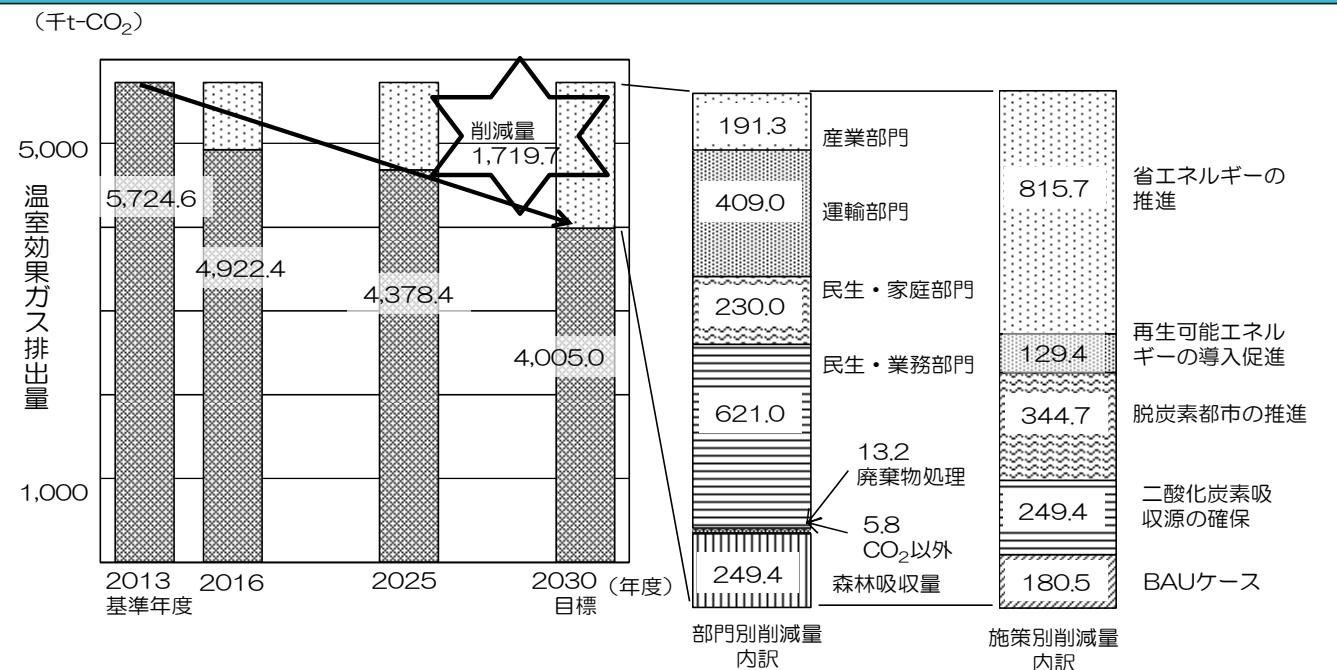 （千t-CO₂）
5,000
1,000
温室効果ガス排出量
5,724.6
4,922.4
4,378.4
4,005.0
削減量
1,719.7
2013
基準年度
2016
2025
2030
目標
（年度）
191.3
産業部門
409.0
運輸部門
230.0
民生・家庭部門
621.0
民生・業務部門
13.2
廃棄物処理
5.8
CO₂以外
249.4
森林吸収量
部門別削減量
内訳
815.7
省エネルギーの
推進
129.4
再生可能エネル
ギーの導入促進
344.7
脱炭素都市の推進
249.4
二酸化炭素吸
収源の確保
180.5
BAUケース
施策別削減量
内訳